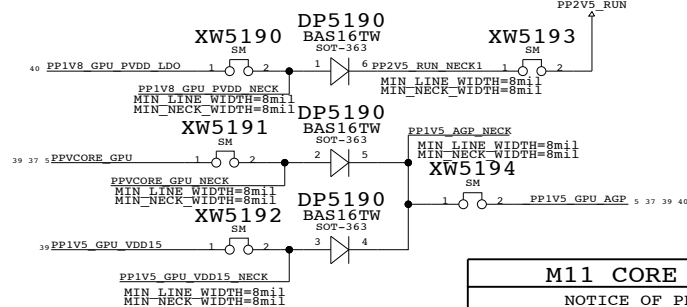 PP2V5_RUN
DP5190
XW5190 BAS16TW XW5193
SM SOT-363 SM
40 PP1V8_GPU_PVDD_LDO 1 2 1 6 PP2V5_RUN_NECK1 1 2
PP1V8_GPU_PVDD_NECK MIN_LINE_WIDTH=8mil
MIN_LINE_WIDTH=8mil MIN_NECK_WIDTH=8mil
MIN_NECK_WIDTH=8mil
DP5190
XW5191 BAS16TW PP1V5_AGP_NECK
SM SOT-363 MIN_LINE_WIDTH=8mil
MIN_NECK_WIDTH=8mil
39 37 5 PPVCORE_GPU 1 2 2 5
XW5194
SM
PPVCORE_GPU_NECK
MIN_LINE_WIDTH=8mil
MIN_NECK_WIDTH=8mil
1 2 PP1V5_GPU_AGP 5 37 39 40
DP5190
XW5192 BAS16TW
SM SOT-363
39 PP1V5_GPU_VDD15 1 2 3 4
PP1V5_GPU_VDD15_NECK
MIN_LINE_WIDTH=8mil
MIN_NECK_WIDTH=8mil
M11 CORE
NOTICE OF